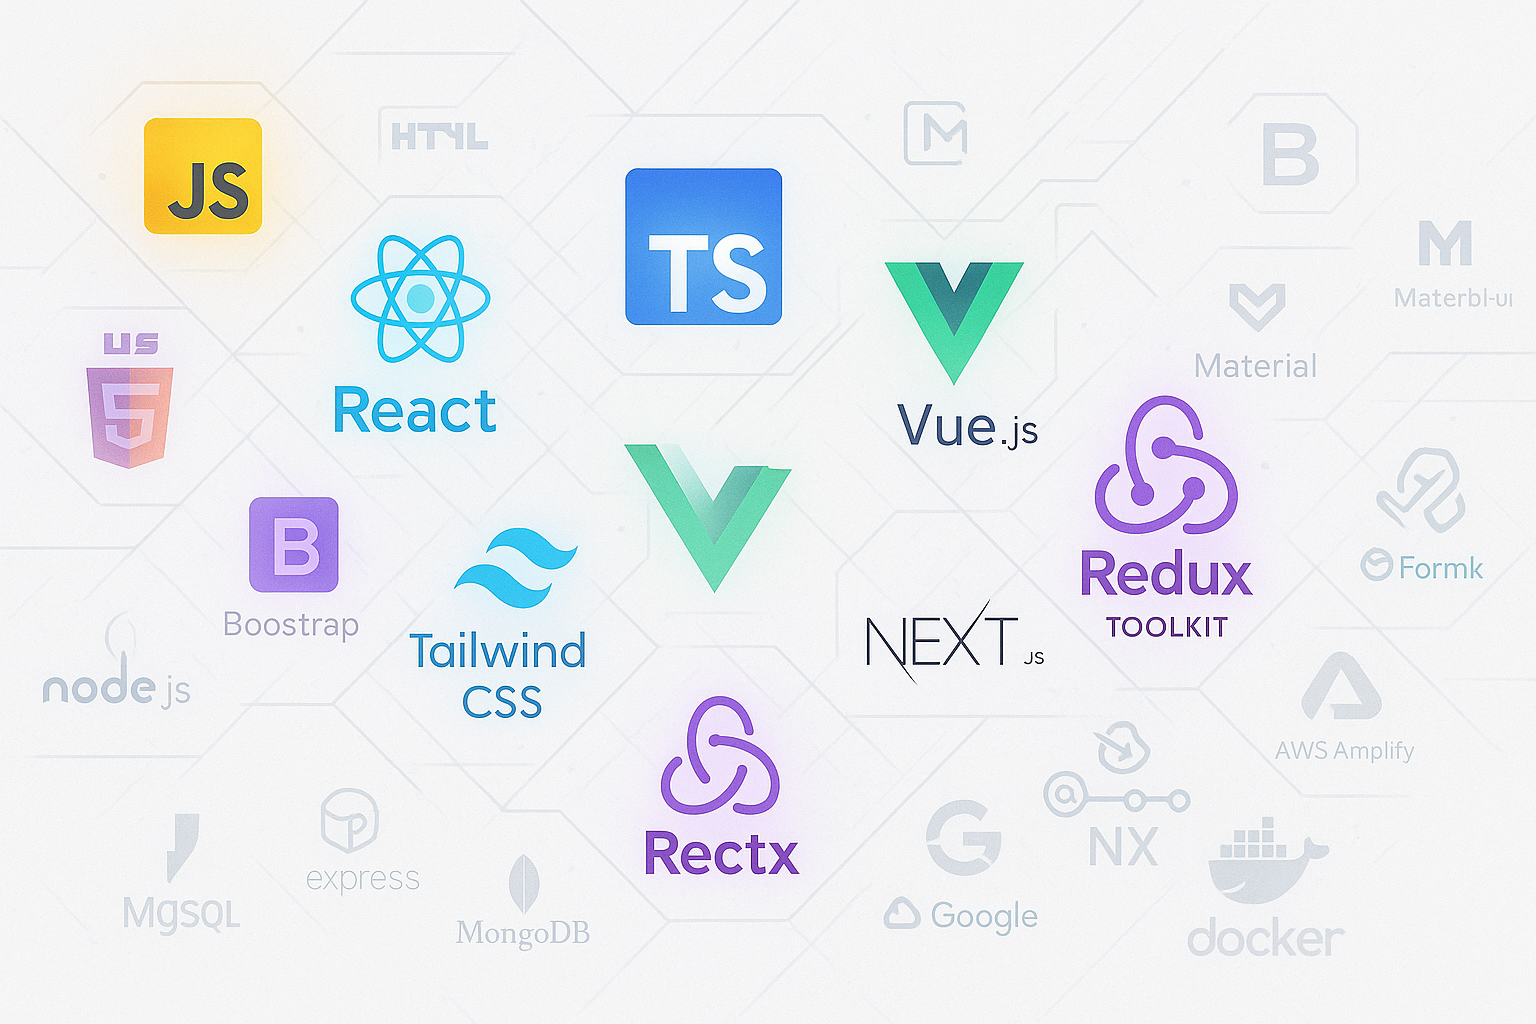 JS
HTYL
TS
M
B
M
Materbl-ui
Material
US
5
React
Vue.js
B
Boostrap
Tailwind
CSS
Redux
TOOLKIT
Formk
NEXT JS
node js
AWS Amplify
Rectx
express
MgSQL
MongoDB
G
Google
@
NX
docker